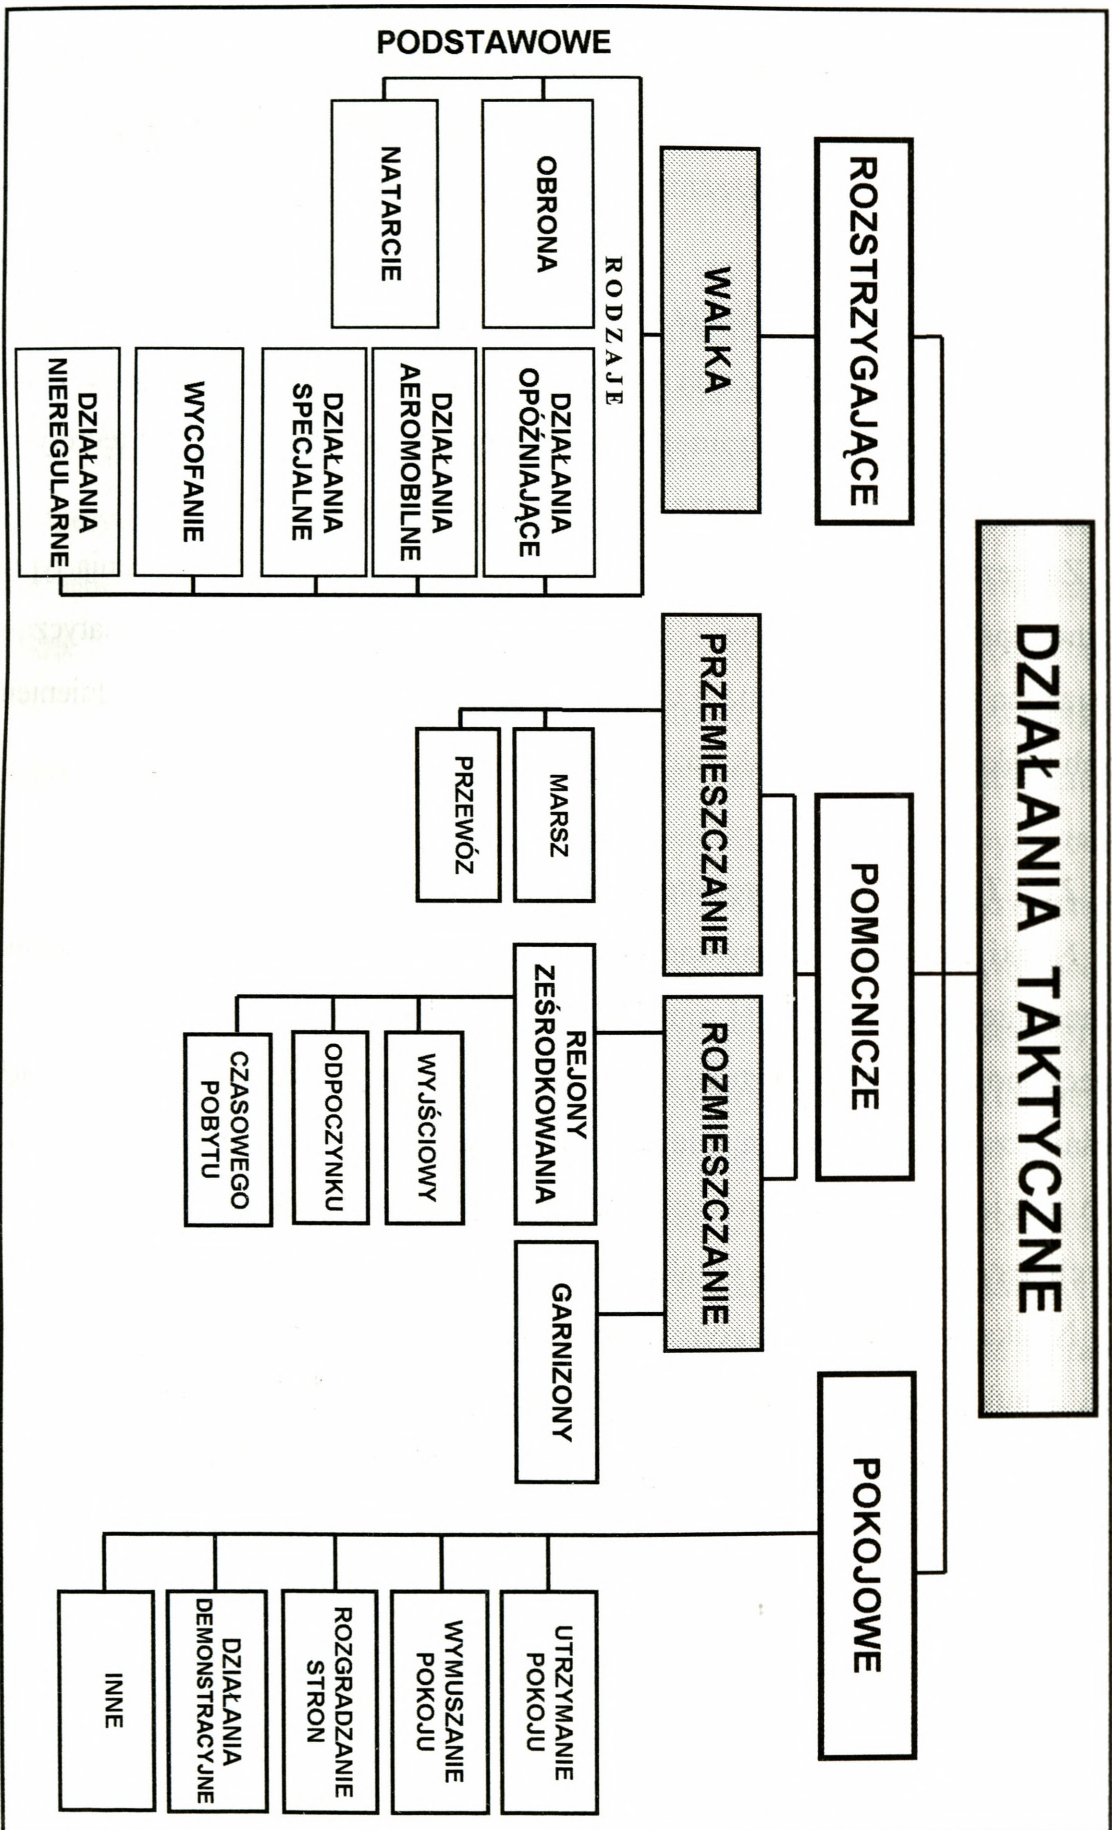 DZIAŁANIA TAKTYCZNE
ROZSTRZYGAJĄCE
POMOCNICZE
POKOJOWE
WALKA
PRZEMIESZCZANIE
ROZMIESZCZANIE
RODZAJE
PODSTAWOWE
OBRONA
NATARCIE
DZIAŁANIA
OPÓŹNIAJĄCE
DZIAŁANIA
AEROMOBILNE
DZIAŁANIA
SPECJALNE
WYCOFANIE
DZIAŁANIA
NIEREGULARNE
MARSZ
PRZEWÓZ
REJONY
ZEŚRODKOWANIA
WYJŚCIOWY
ODPOCZYNKU
CZASOWEGO
POBYTU
GARNIZONY
UTRZYMANIE
POKOJU
WYMUSZANIE
POKOJU
ROZGRADZANIE
STRON
DZIAŁANIA
DEMONSTRACYJNE
INNE